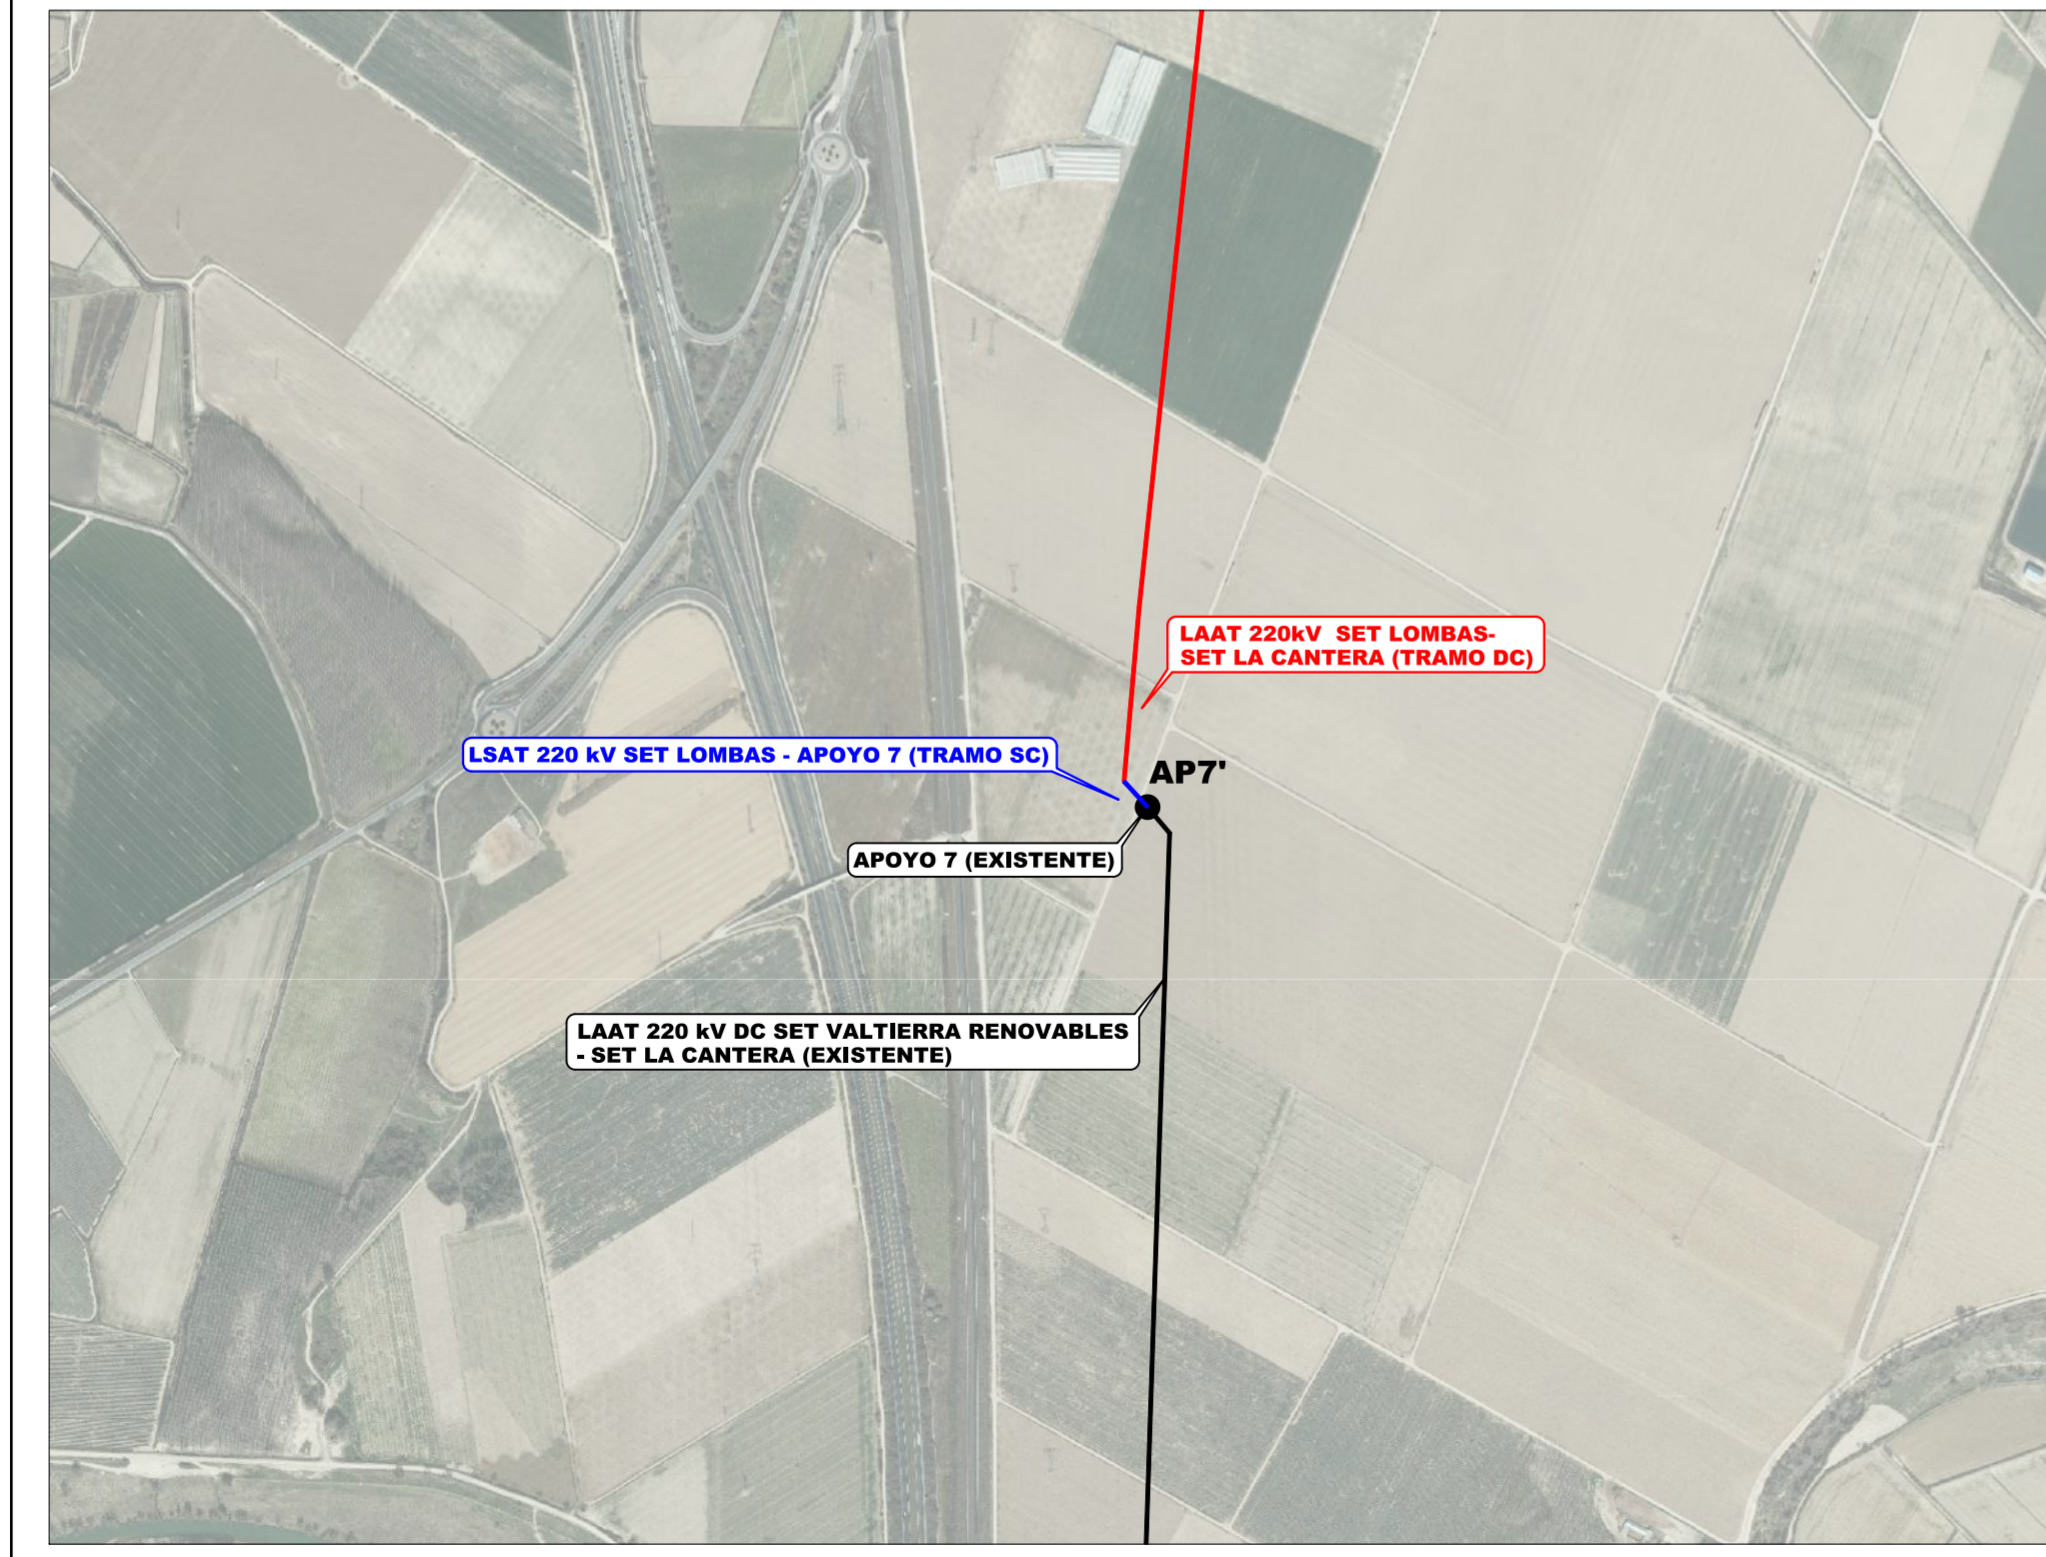 LAAT 220kV SET LOMBAS-
SET LA CANTERA (TRAMO DC)
LSAT 220 kV SET LOMBAS - APOYO 7 (TRAMO SC)
AP7'
APOYO 7 (EXISTENTE)
LAAT 220 kV DC SET VALTIERRA RENOVABLES
- SET LA CANTERA (EXISTENTE)